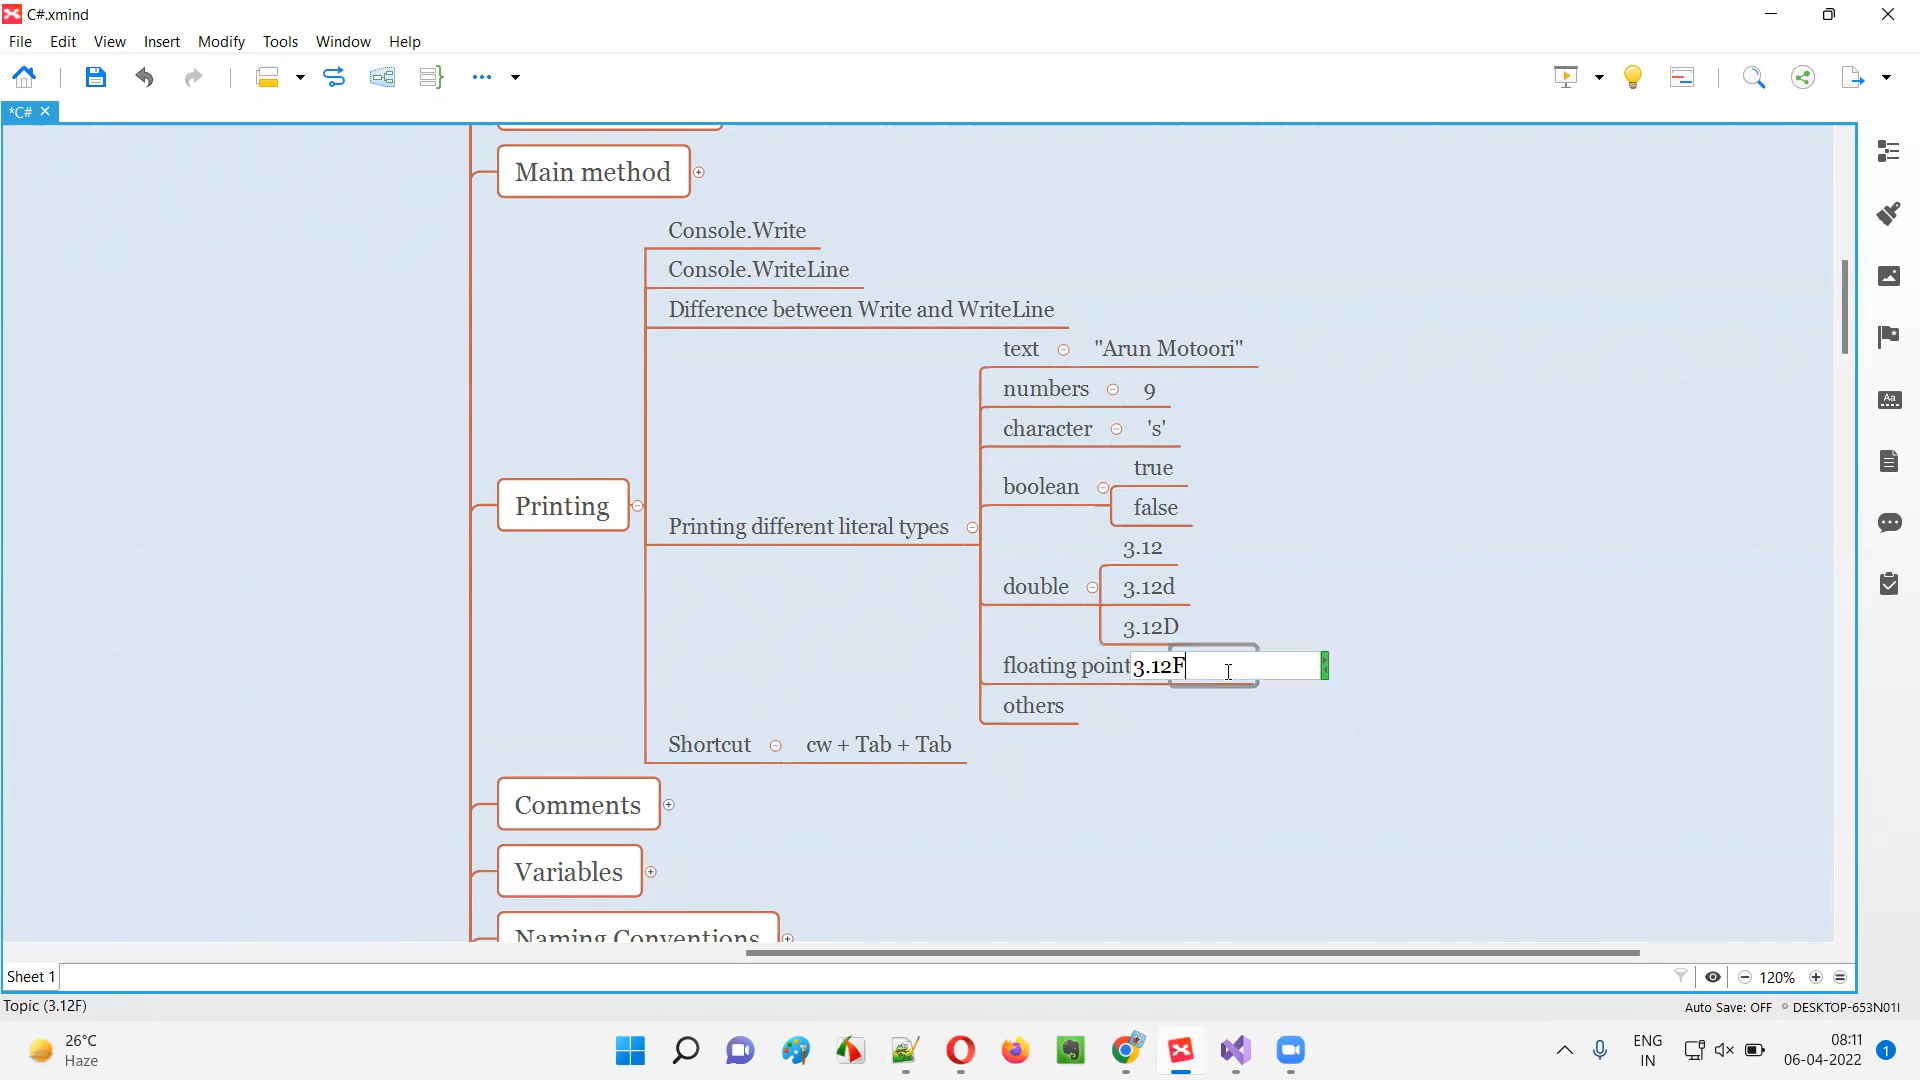 C#.xmind
File Edit View Insert Modify Tools Window Help
*C#
Main method
Console.Write
Console.WriteLine
Difference between Write and WriteLine
text "Arun Motoori"
numbers 9
character 's'
boolean
true
false
Printing
Printing different literal types
double
3.12
3.12d
3.12D
floating point 3.12F
others
Shortcut cw + Tab + Tab
Comments
Variables
Naming Conventions
Sheet 1
120%
Topic (3.12F)
Auto Save: OFF
DESKTOP-653N01I
26°C
Haze
ENG
IN
08:11
06-04-2022
1
Aa